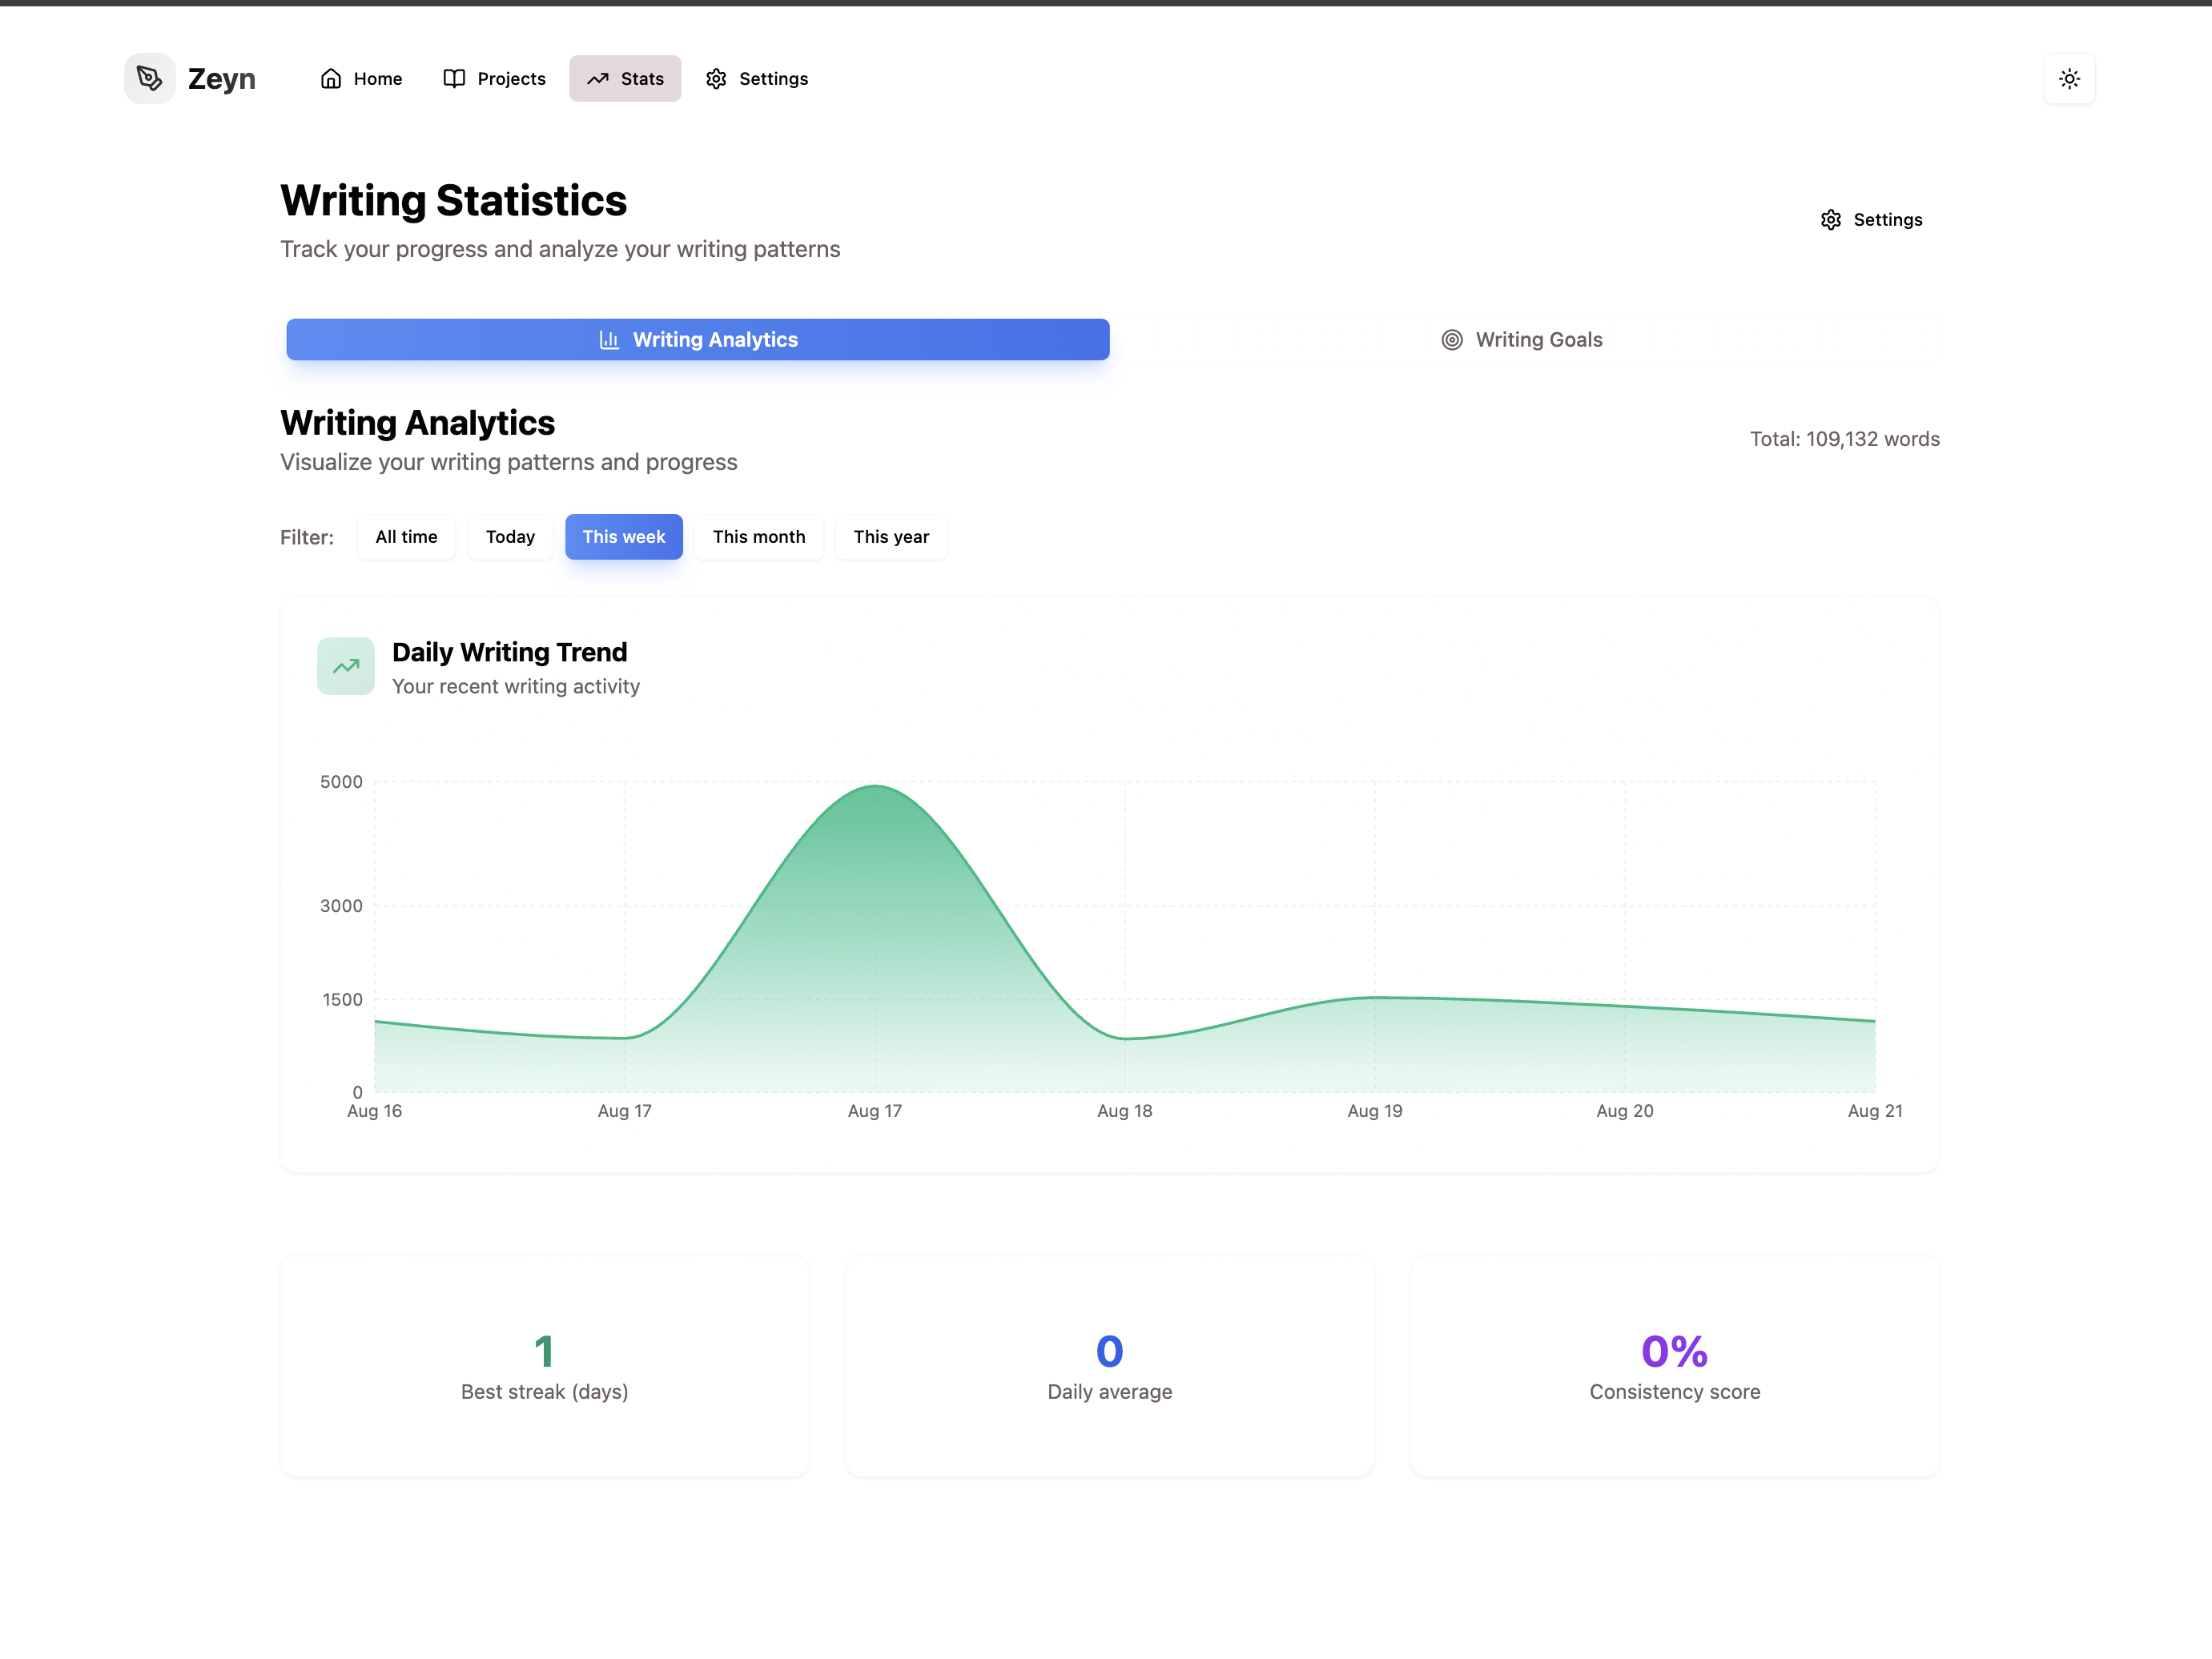 Zeyn
Home
Projects
Stats
Settings
Writing Statistics
Track your progress and analyze your writing patterns
Settings
Writing Analytics
Writing Goals
Writing Analytics
Visualize your writing patterns and progress
Total: 109,132 words
Filter:
All time
Today
This week
This month
This year
Daily Writing Trend
Your recent writing activity
5000
3000
1500
0
Aug 16
Aug 17
Aug 17
Aug 18
Aug 19
Aug 20
Aug 21
1
Best streak (days)
0
Daily average
0%
Consistency score